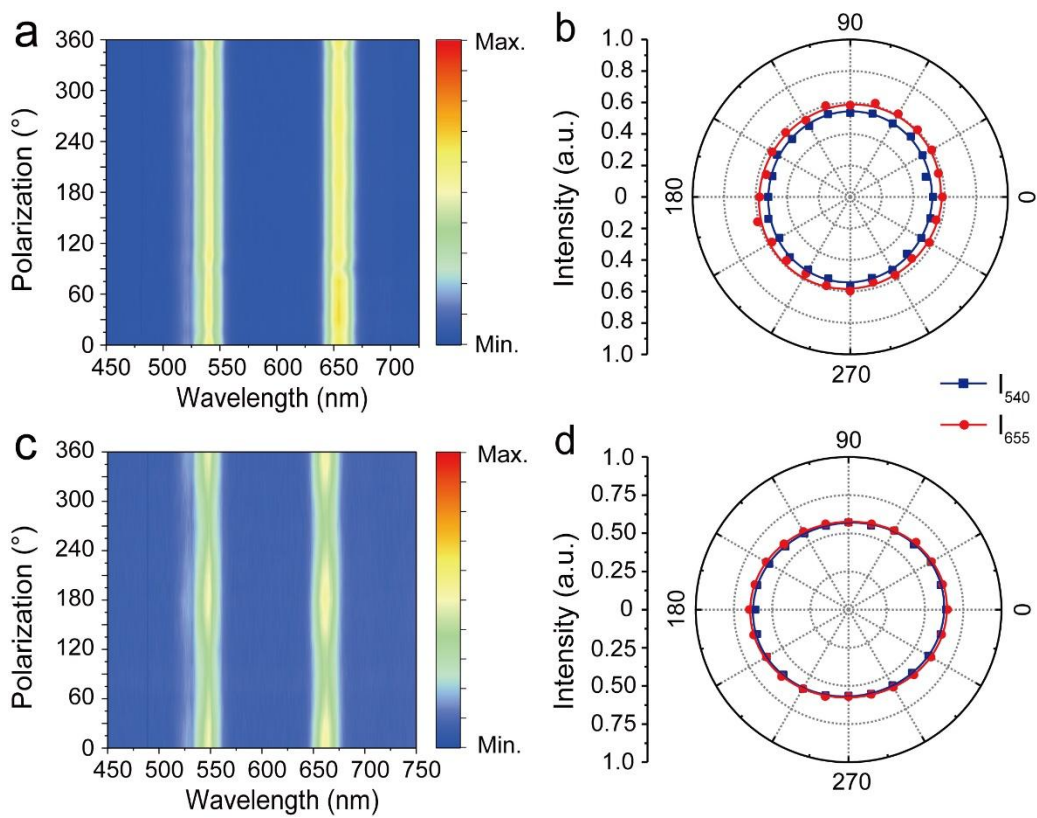 a
360
300
240
180
120
60
0
Polarization (°)
450 500 550 600 650 700
Wavelength (nm)
Max.
Min.
b
1.0
0.8
0.6
0.4
0.2
0
0.2
0.4
0.6
0.8
1.0
Intensity (a.u.)
90
180
0
270
I540
I655
c
360
300
240
180
120
60
0
Polarization (°)
450 500 550 600 650 700 750
Wavelength (nm)
Max.
Min.
d
1.0
0.75
0.50
0.25
0
0.25
0.50
0.75
1.0
Intensity (a.u.)
90
180
0
270